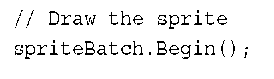 // Draw the sprite
spriteBatch.Begin();